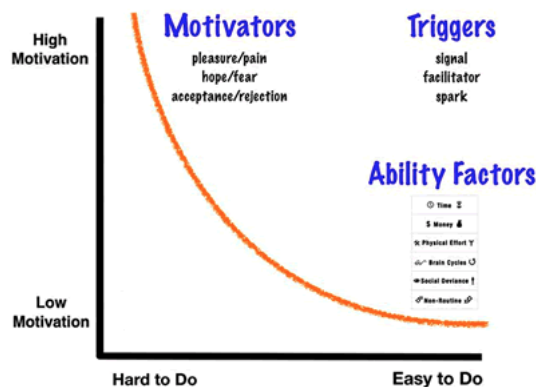 High
Motivation
Motivators
pleasure/pain
hope/fear
acceptance/rejection
Triggers
signal
facilitator
spark
Ability Factors
Time
$ Money
Physical Effort
Brain Cycles
Social Deviance
Non-Routine
Low
Motivation
Hard to Do
Easy to Do